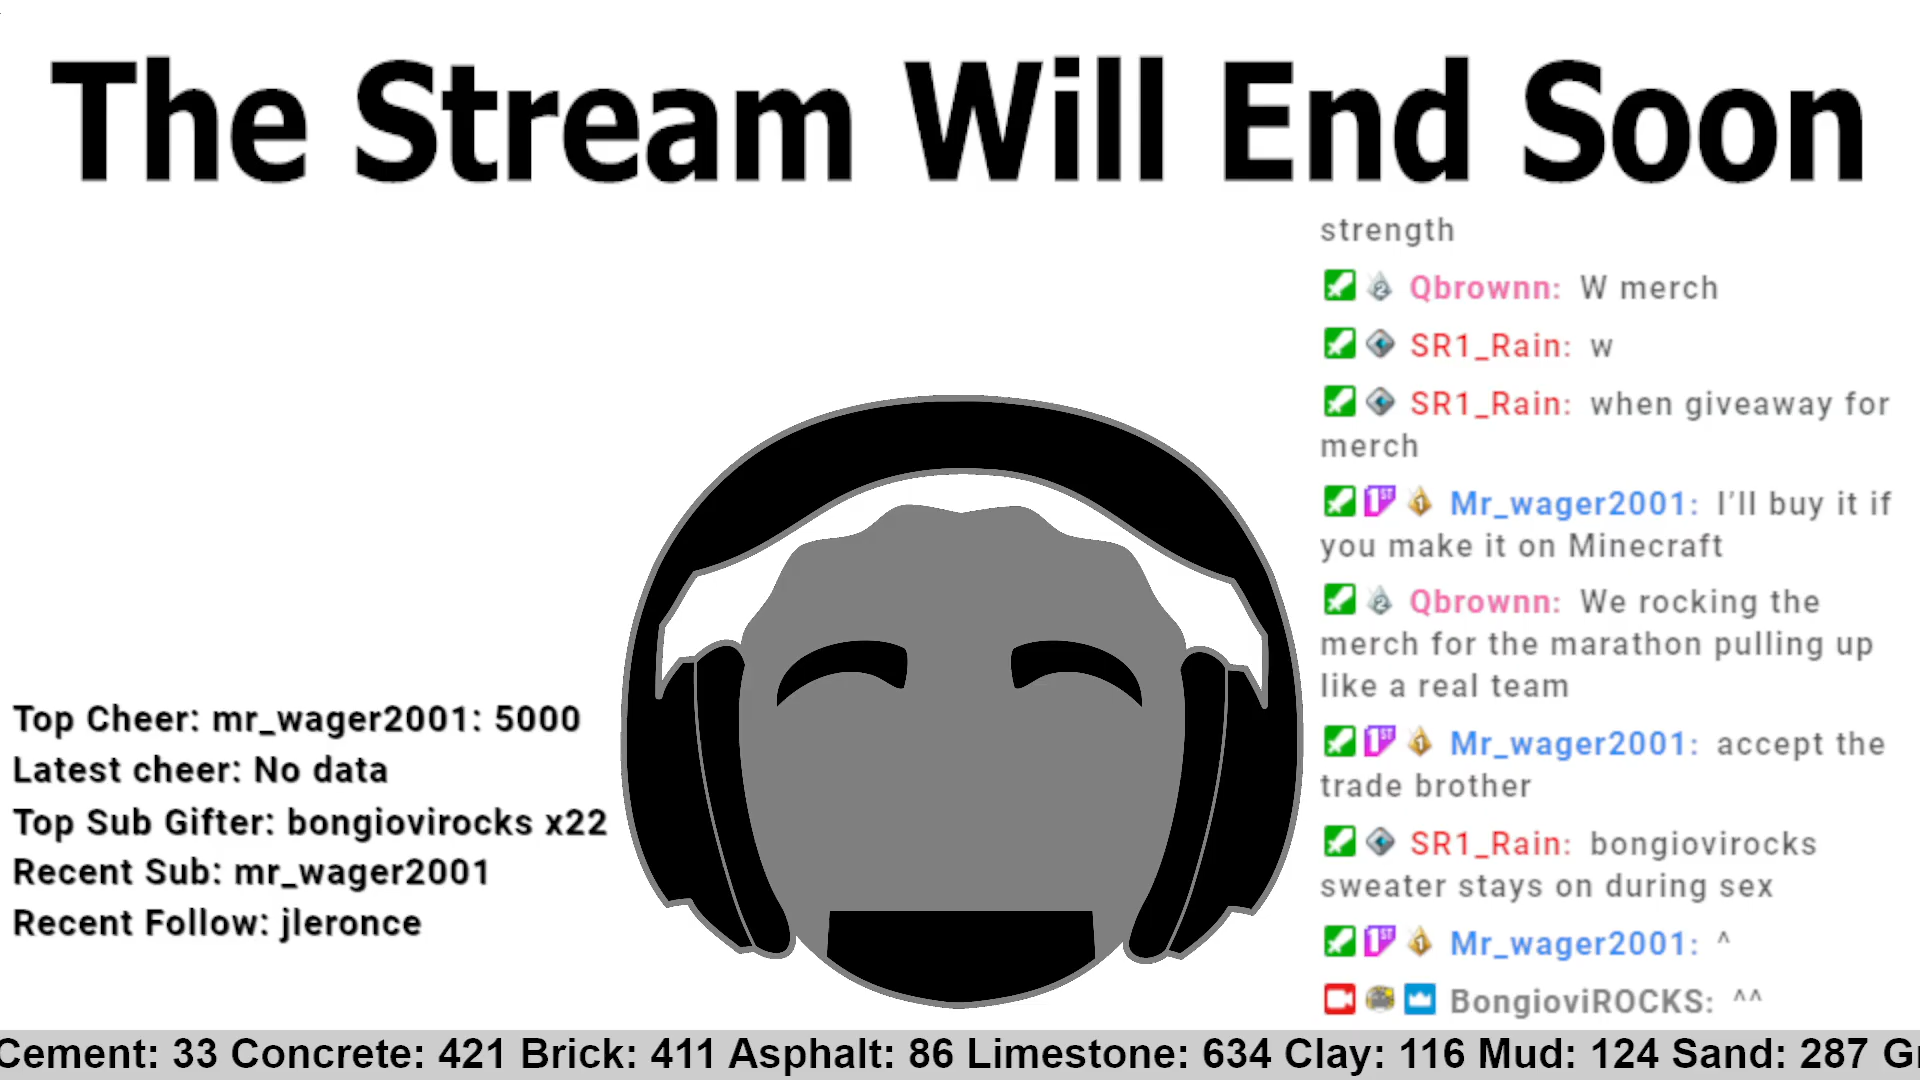 The Stream Will End Soon
strength
Qbrownn: W merch
SR1_Rain: w
SR1_Rain: when giveaway for
merch
Mr_wager2001: I’ll buy it if
you make it on Minecraft
Qbrownn: We rocking the
merch for the marathon pulling up
like a real team
Mr_wager2001: accept the
trade brother
SR1_Rain: bongiovirocks
sweater stays on during sex
Mr_wager2001: ^
BongioviROCKS: ^^
Top Cheer: mr_wager2001: 5000
Latest cheer: No data
Top Sub Gifter: bongiovirocks x22
Recent Sub: mr_wager2001
Recent Follow: jleronce
Cement: 33 Concrete: 421 Brick: 411 Asphalt: 86 Limestone: 634 Clay: 116 Mud: 124 Sand: 287